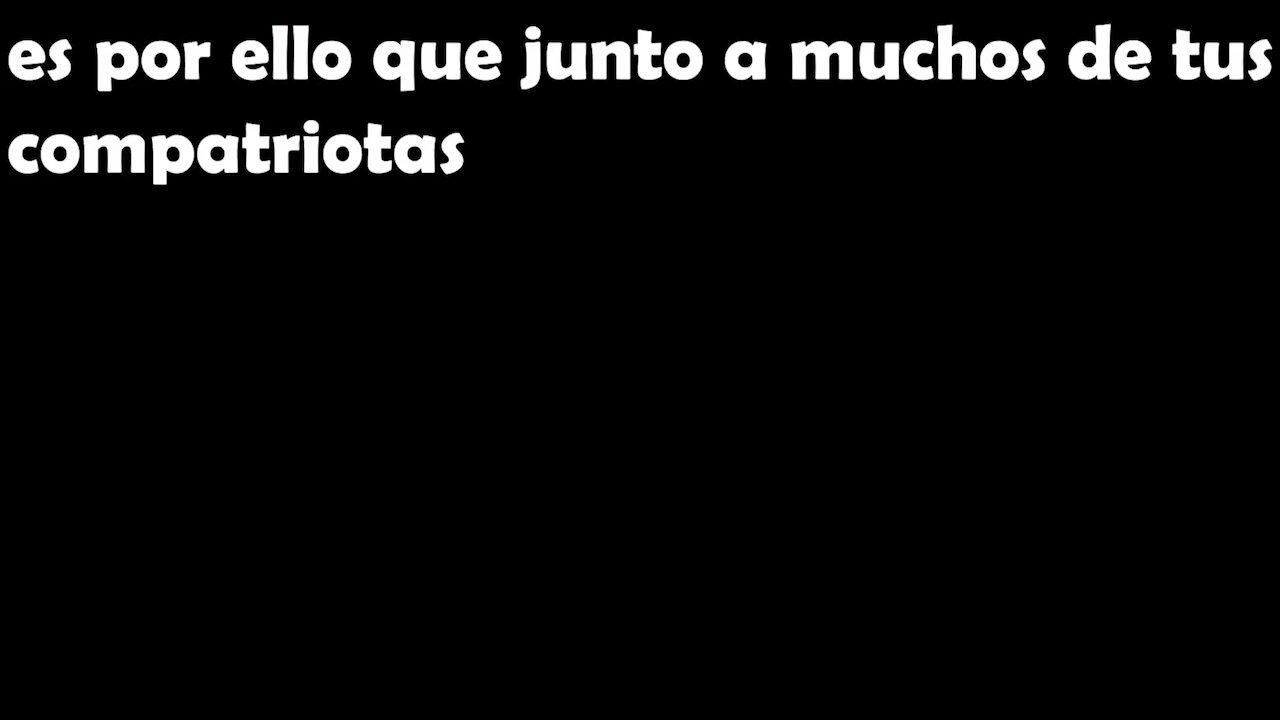 es por ello que junto a muchos de tus
compatriotas